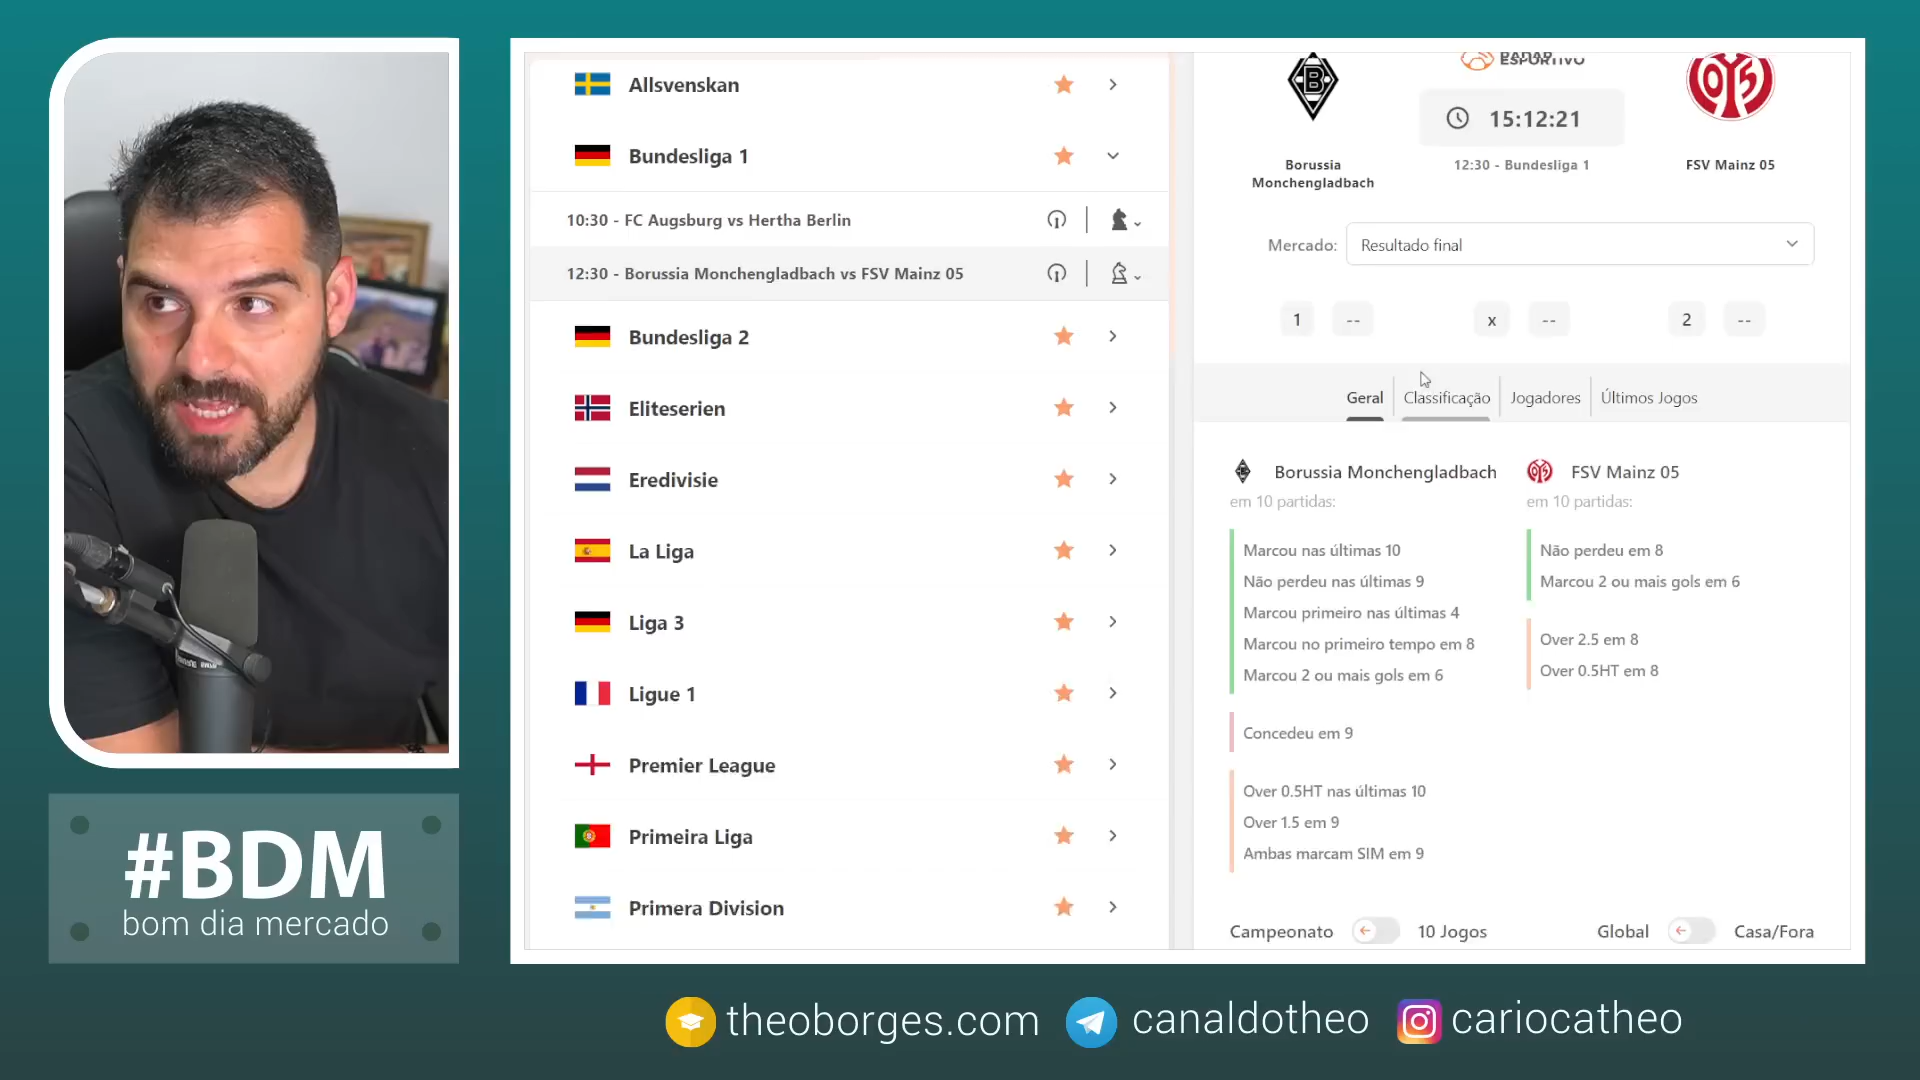 Allsvenskan
Bundesliga 1
10:30 - FC Augsburg vs Hertha Berlin
12:30 - Borussia Monchengladbach vs FSV Mainz 05
Bundesliga 2
Eliteserien
Eredivisie
La Liga
Liga 3
Ligue 1
Premier League
Primeira Liga
Primera Division
ESPORTIVO
15:12:21
Borussia
Monchengladbach
12:30 - Bundesliga 1
FSV Mainz 05
Mercado: Resultado final
1 -- x -- 2 --
Geral Classificação Jogadores Últimos Jogos
Borussia Monchengladbach
em 10 partidas:
Marcou nas últimas 10
Não perdeu nas últimas 9
Marcou primeiro nas últimas 4
Marcou no primeiro tempo em 8
Marcou 2 ou mais gols em 6
Concedeu em 9
Over 0.5HT nas últimas 10
Over 1.5 em 9
Ambas marcam SIM em 9
FSV Mainz 05
em 10 partidas:
Não perdeu em 8
Marcou 2 ou mais gols em 6
Over 2.5 em 8
Over 0.5HT em 8
Campeonato 10 Jogos Global Casa/Fora
#BDM
bom dia mercado
theoborges.com canaldotheo cariocatheo